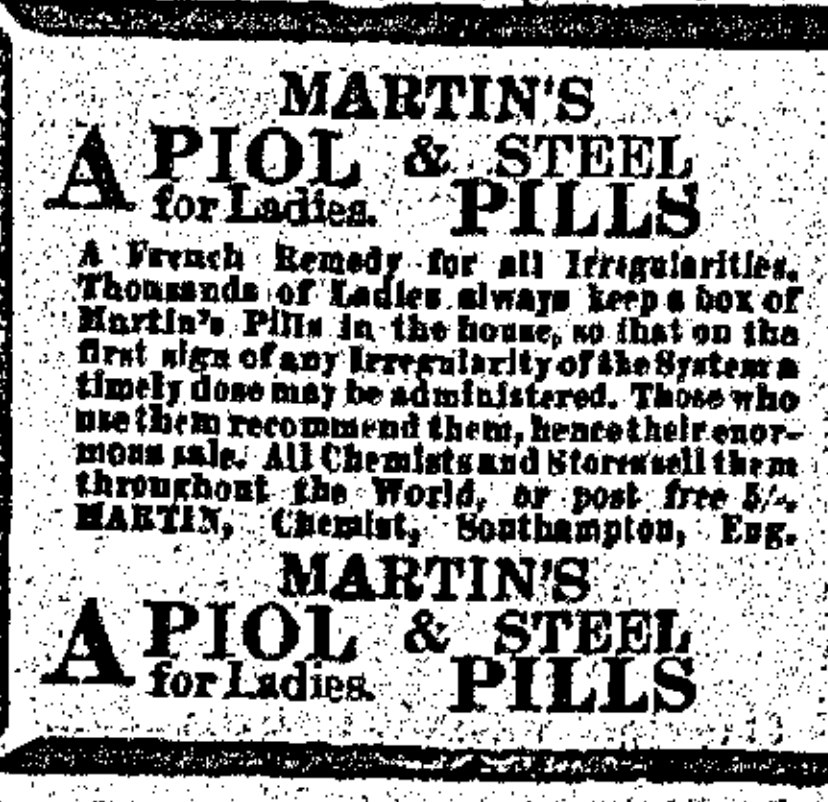 MARTIN'S
APIOL & STEEL
for Ladies. PILLS
A French Remedy for all Irregularities.
Thousands of Ladies always keep a box of
Martin's Pills in the house, so that on the
first sign of any Irregularity of the System a
timely dose may be administered. Those who
use them recommend them, hence their enor-
mous sale. All Chemists and Stores sell them
throughout the World, or post free 5/-.
MARTIN, Chemist, Southampton, Eng.
MARTIN'S
APIOL & STEEL
for Ladies. PILLS